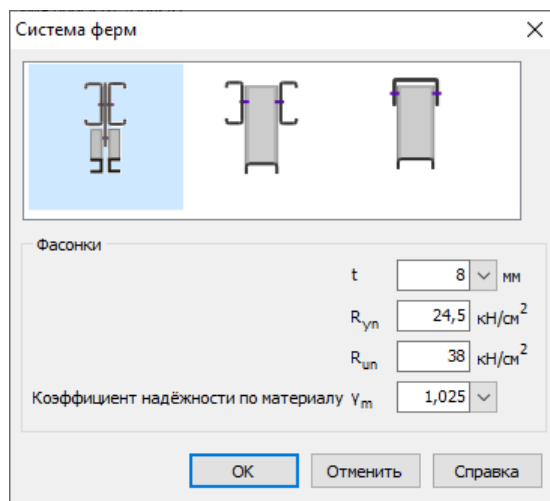 Система ферм
Фасонки
t 8 мм
Ryn 24,5 кН/см2
Run 38 кН/см2
Коэффициент надёжности по материалу γm 1,025
ОК Отменить Справка